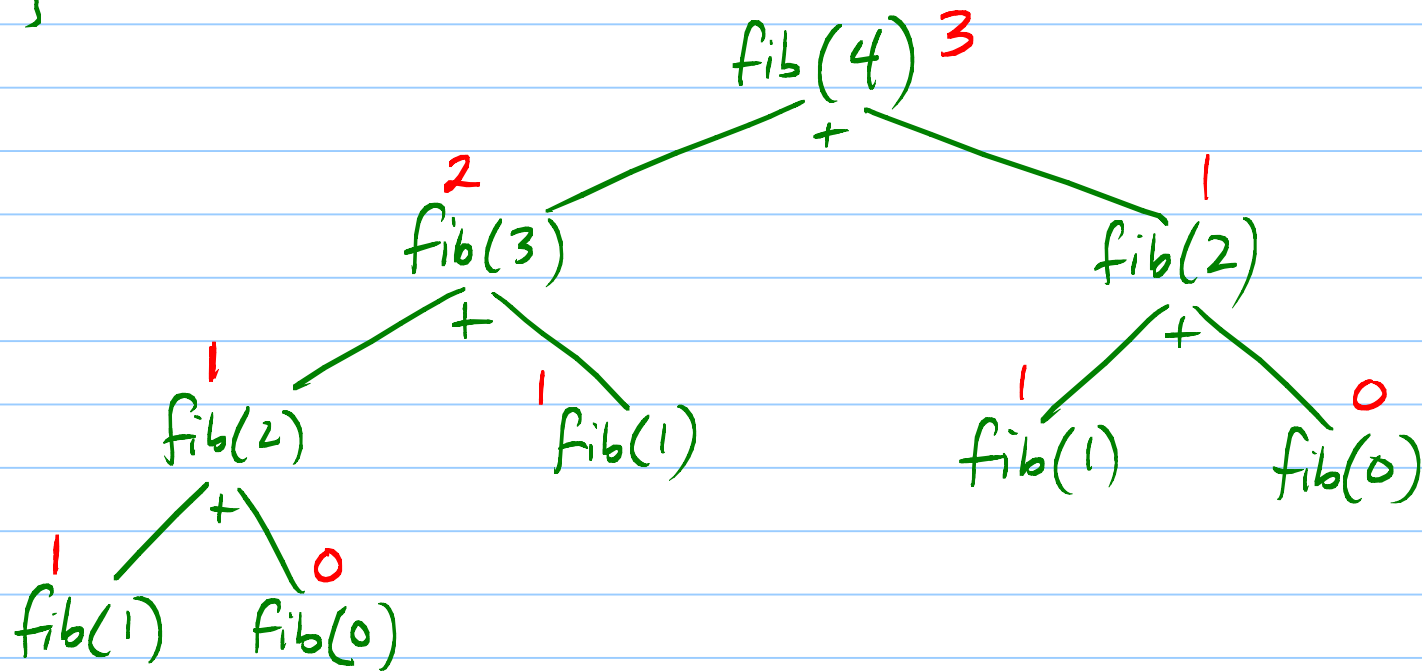 }
fib(4) 3
+
2 1
fib(3) fib(2)
+ +
1 1 1 0
fib(2) fib(1) fib(1) fib(0)
+
1 0
fib(1) fib(0)